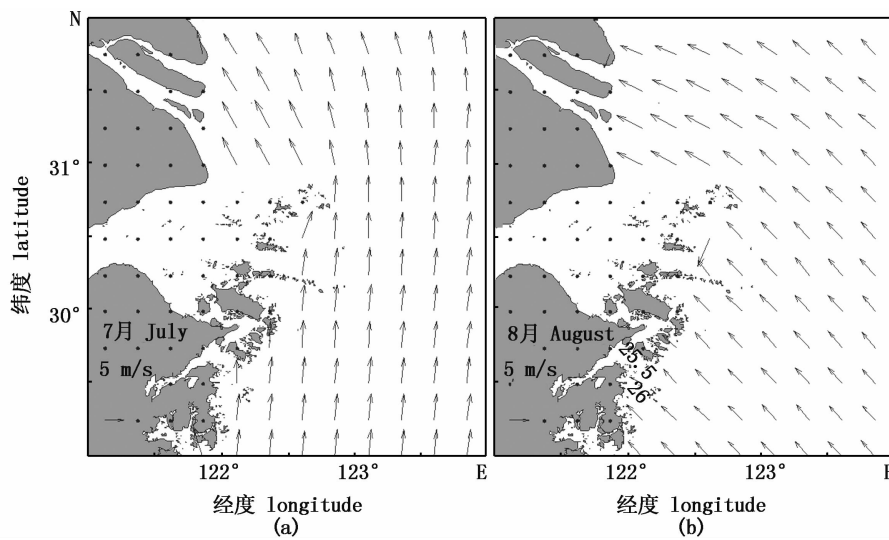 N
31°
30°
纬度 latitude
7月 July
5 m/s
122°
123°
E
经度 longitude
(a)
8月 August
5 m/s
25.5
26
122°
123°
E
经度 longitude
(b)